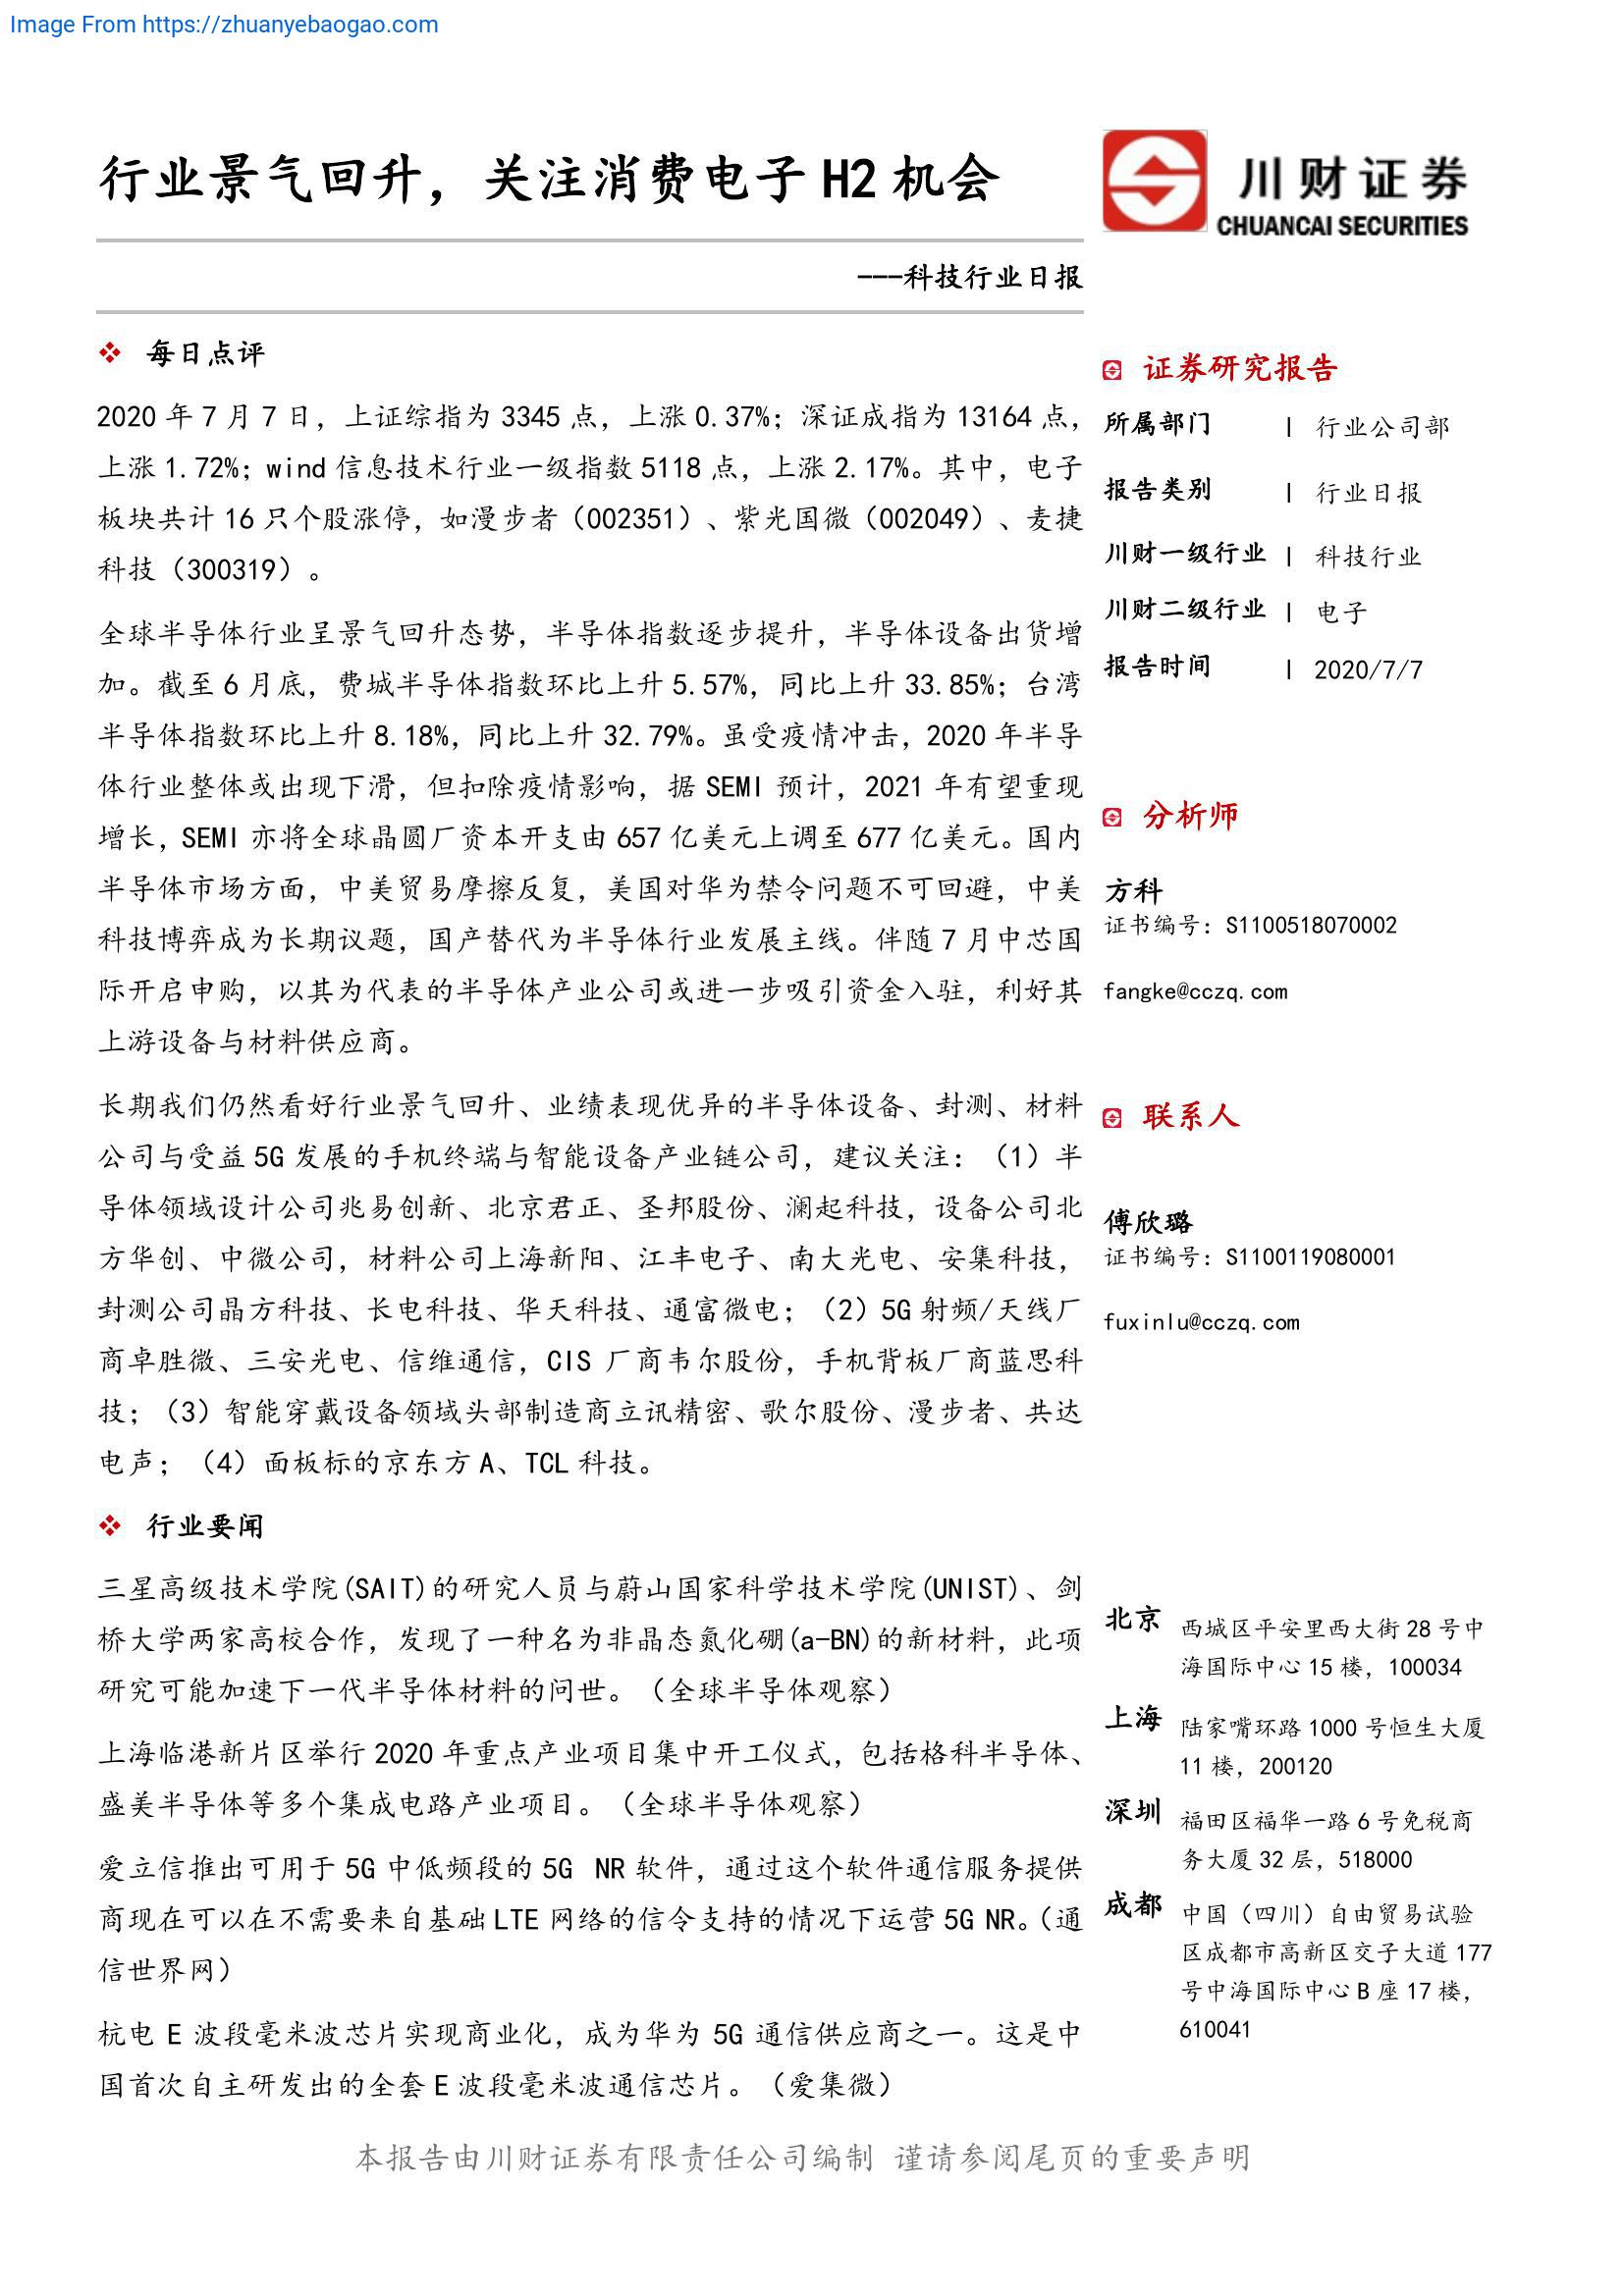 Image From https://zhuanyebaogao.com
行业景气回升，关注消费电子 H2 机会
川财证券
CHUANCAI SECURITIES
---科技行业日报
❖ 每日点评
2020 年 7 月 7 日，上证综指为 3345 点，上涨 0.37%；深证成指为 13164 点，
上涨 1.72%；wind 信息技术行业一级指数 5118 点，上涨 2.17%。其中，电子
板块共计 16 只个股涨停，如漫步者（002351）、紫光国微（002049）、麦捷
科技（300319）。
全球半导体行业呈景气回升态势，半导体指数逐步提升，半导体设备出货增
加。截至 6 月底，费城半导体指数环比上升 5.57%，同比上升 33.85%；台湾
半导体指数环比上升 8.18%，同比上升 32.79%。虽受疫情冲击，2020 年半导
体行业整体或出现下滑，但扣除疫情影响，据 SEMI 预计，2021 年有望重现
增长，SEMI 亦将全球晶圆厂资本开支由 657 亿美元上调至 677 亿美元。国内
半导体市场方面，中美贸易摩擦反复，美国对华为禁令问题不可回避，中美
科技博弈成为长期议题，国产替代为半导体行业发展主线。伴随 7 月中芯国
际开启申购，以其为代表的半导体产业公司或进一步吸引资金入驻，利好其
上游设备与材料供应商。
长期我们仍然看好行业景气回升、业绩表现优异的半导体设备、封测、材料
公司与受益 5G 发展的手机终端与智能设备产业链公司，建议关注：（1）半
导体领域设计公司兆易创新、北京君正、圣邦股份、澜起科技，设备公司北
方华创、中微公司，材料公司上海新阳、江丰电子、南大光电、安集科技，
封测公司晶方科技、长电科技、华天科技、通富微电；（2）5G 射频/天线厂
商卓胜微、三安光电、信维通信，CIS 厂商韦尔股份，手机背板厂商蓝思科
技；（3）智能穿戴设备领域头部制造商立讯精密、歌尔股份、漫步者、共达
电声；（4）面板标的京东方 A、TCL 科技。
❖ 行业要闻
三星高级技术学院(SAIT)的研究人员与蔚山国家科学技术学院(UNIST)、剑
桥大学两家高校合作，发现了一种名为非晶态氮化硼(a-BN)的新材料，此项
研究可能加速下一代半导体材料的问世。（全球半导体观察）
上海临港新片区举行 2020 年重点产业项目集中开工仪式，包括格科半导体、
盛美半导体等多个集成电路产业项目。（全球半导体观察）
爱立信推出可用于 5G 中低频段的 5G NR 软件，通过这个软件通信服务提供
商现在可以在不需要来自基础 LTE 网络的信令支持的情况下运营 5G NR。（通
信世界网）
杭电 E 波段毫米波芯片实现商业化，成为华为 5G 通信供应商之一。这是中
国首次自主研发出的全套 E 波段毫米波通信芯片。（爱集微）
证券研究报告
所属部门 | 行业公司部
报告类别 | 行业日报
川财一级行业 | 科技行业
川财二级行业 | 电子
报告时间 | 2020/7/7
分析师
方科
证书编号：S1100518070002
fangke@cczq.com
联系人
傅欣璐
证书编号：S1100119080001
fuxinlu@cczq.com
北京 西城区平安里西大街 28 号中
海国际中心 15 楼，100034
上海 陆家嘴环路 1000 号恒生大厦
11 楼，200120
深圳 福田区福华一路 6 号免税商
务大厦 32 层，518000
成都 中国（四川）自由贸易试验
区成都市高新区交子大道 177
号中海国际中心 B 座 17 楼，
610041
本报告由川财证券有限责任公司编制 谨请参阅尾页的重要声明